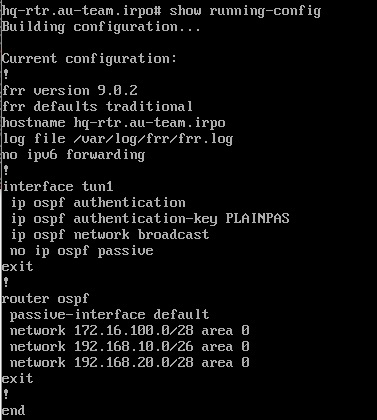 hq-rtr.au-team.irpo# show running-config
Building configuration...

Current configuration:
!
frr version 9.0.2
frr defaults traditional
hostname hq-rtr.au-team.irpo
log file /var/log/frr/frr.log
no ipv6 forwarding
!
interface tun1
 ip ospf authentication
 ip ospf authentication-key PLAINPAS
 ip ospf network broadcast
 no ip ospf passive
exit
!
router ospf
 passive-interface default
 network 172.16.100.0/28 area 0
 network 192.168.10.0/26 area 0
 network 192.168.20.0/28 area 0
exit
!
end